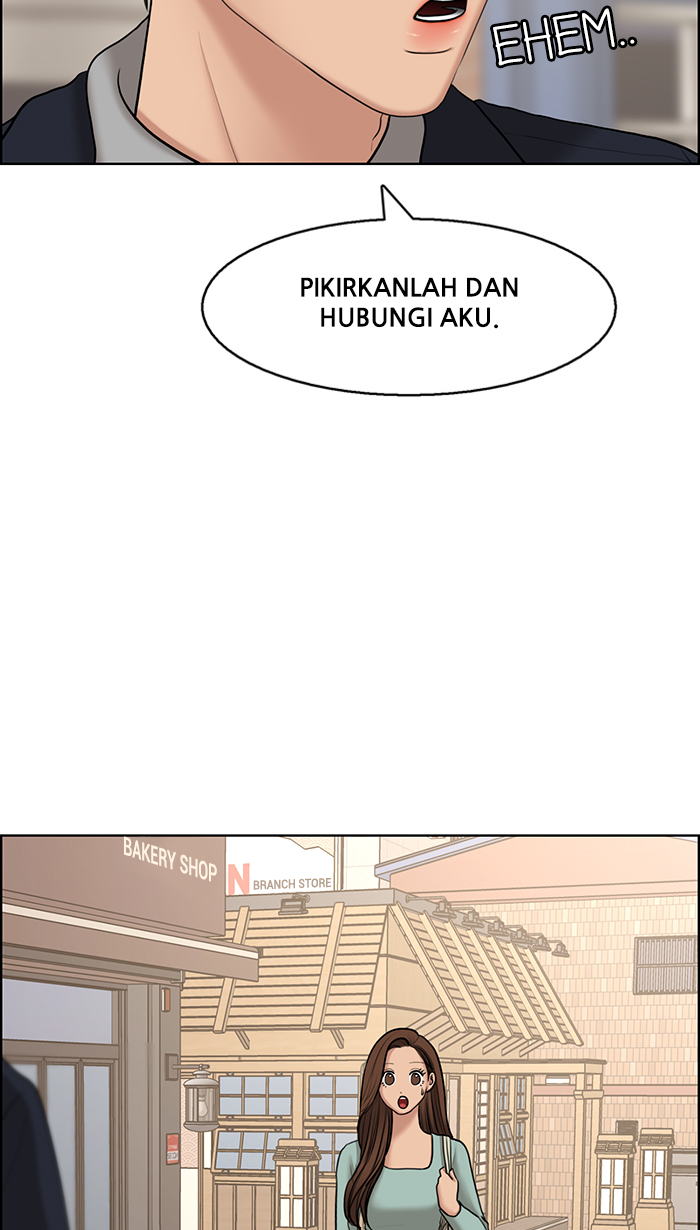 EHEM..
PIKIRKANLAH DAN
HUBUNGI AKU.
BAKERY SHOP
N BRANCH STORE